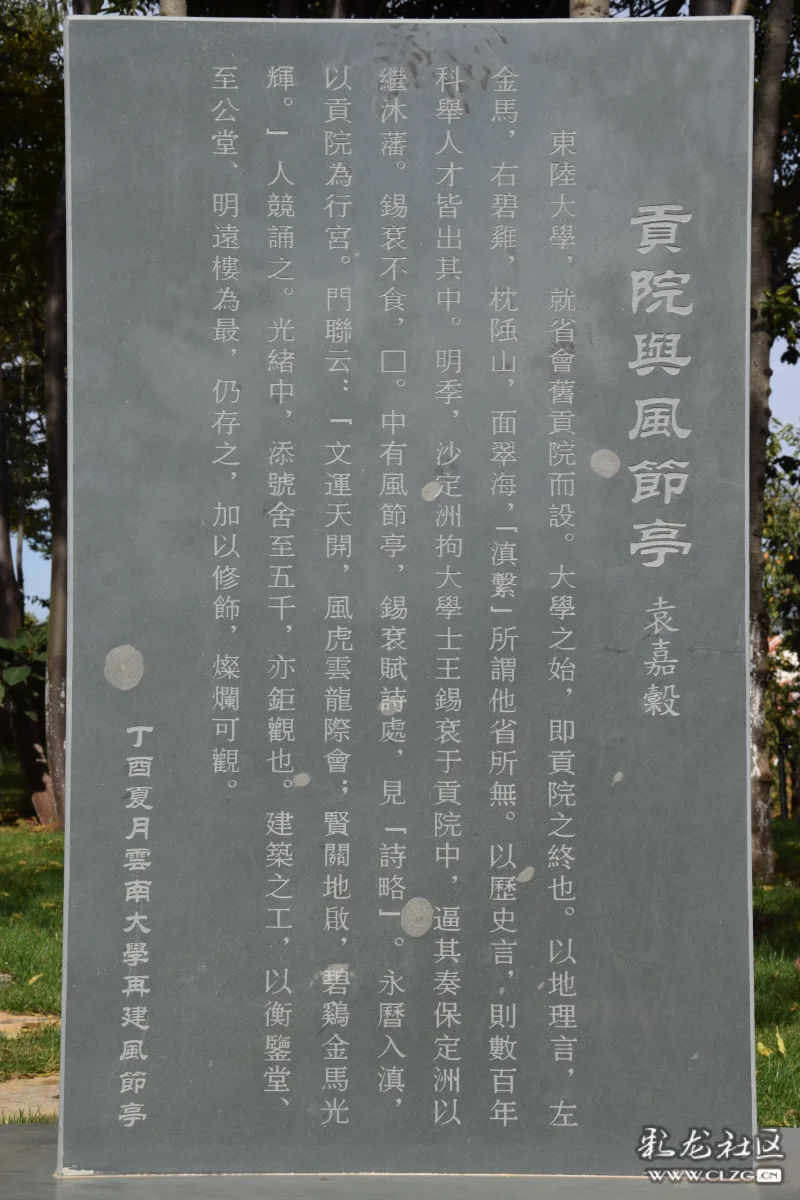 貢院與風節亭 袁嘉穀
東陸大學，就省會舊貢院而設。大學之始，即貢院之終也。以地理言，左
金馬，右碧雞，枕𨹧山，面翠海，「滇繫」所謂他省所無。以歷史言，則數百年
科舉人才皆出其中。明季，沙定洲拘大學士王錫袞于貢院中，逼其奏保定洲以
繼沐藩。錫袞不食，□。中有風節亭，錫袞賦詩處，見「詩略」。永曆入滇，
以貢院為行宮。門聯云：「文運天開，風虎雲龍際會；賢關地啟，碧鷄金馬光
輝。」人競誦之。光緒中，添號舍至五千，亦鉅觀也。建築之工，以衡鑒堂、
至公堂、明遠樓為最，仍存之，加以修飾，燦爛可觀。
丁酉夏月雲南大學再建風節亭
彩龙社区
WWW.CLZG.CN